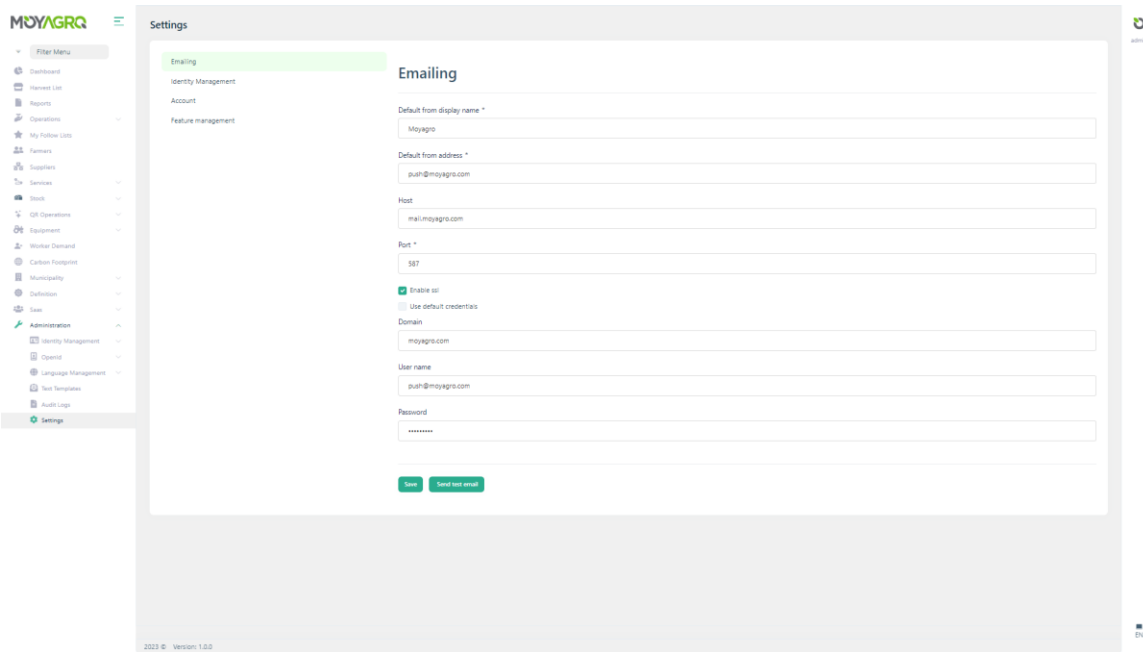 MOYAGRO
Settings
Filter Menu
Dashboard
Harvest List
Reports
Operations
My Follow Lists
Farmers
Suppliers
Services
Stock
QR Operations
Equipment
Worker Demand
Carbon Footprint
Municipality
Definition
Saas
Administration
Identity Management
OpenId
Language Management
Text Templates
Audit Logs
Settings
Emailing
Identity Management
Account
Feature management
Emailing
Default from display name *
Moyagro
Default from address *
push@moyagro.com
Host
mail.moyagro.com
Port *
587
Enable ssl
Use default credentials
Domain
moyagro.com
User name
push@moyagro.com
Password
•••••••••
Save
Send test email
2023 © Version: 1.0.0
EN